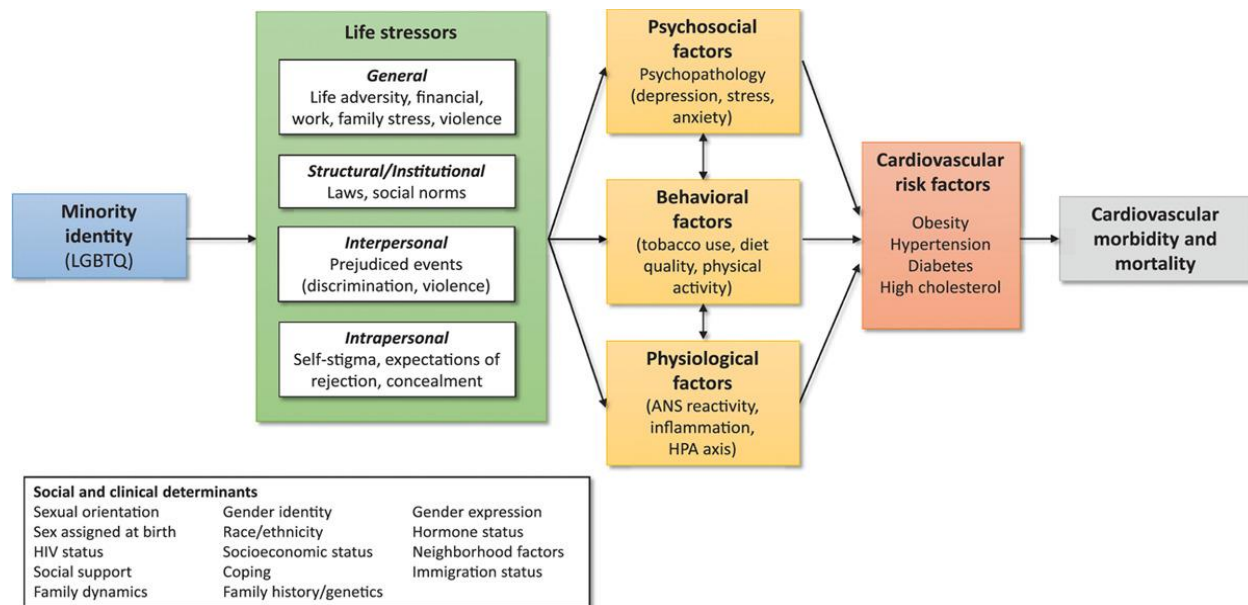 Minority
identity
(LGBTQ)
Life stressors
General
Life adversity, financial,
work, family stress, violence
Structural/Institutional
Laws, social norms
Interpersonal
Prejudiced events
(discrimination, violence)
Intrapersonal
Self-stigma, expectations of
rejection, concealment
Psychosocial
factors
Psychopathology
(depression, stress,
anxiety)
Behavioral
factors
(tobacco use, diet
quality, physical
activity)
Physiological
factors
(ANS reactivity,
inflammation,
HPA axis)
Cardiovascular
risk factors
Obesity
Hypertension
Diabetes
High cholesterol
Cardiovascular
morbidity and
mortality
Social and clinical determinants
Sexual orientation Gender identity Gender expression
Sex assigned at birth Race/ethnicity Hormone status
HIV status Socioeconomic status Neighborhood factors
Social support Coping Immigration status
Family dynamics Family history/genetics